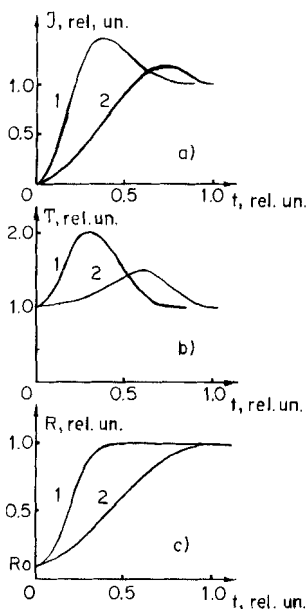 J, rel, un.
1.0
1
2
0.5
a)
0
0.5
1.0
t, rel. un.
T, rel. un.
2.0
1
2
1.0
b)
0
0.5
1.0
t, rel. un.
R, rel. un.
1.0
1
2
0.5
c)
Ro
0
0.5
1.0
t, rel. un.